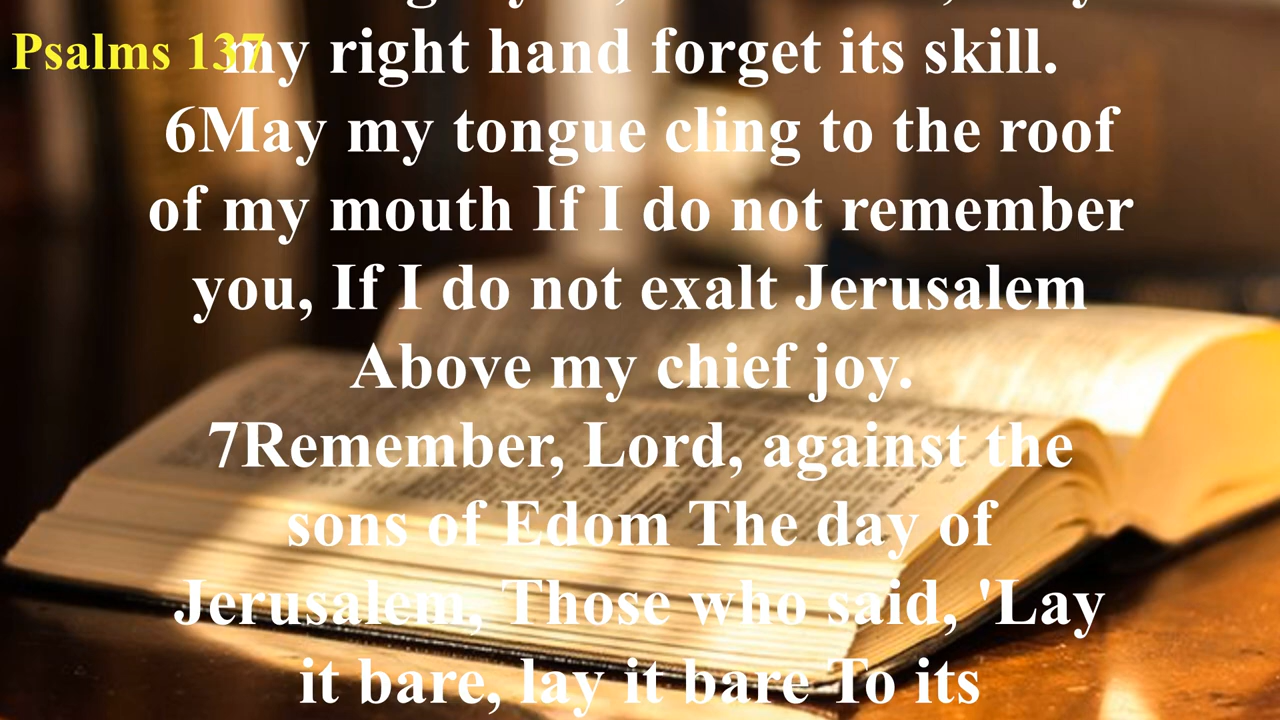 Psalms 137
my right hand forget its skill.
6May my tongue cling to the roof
of my mouth If I do not remember
you, If I do not exalt Jerusalem
Above my chief joy.
7Remember, Lord, against the
sons of Edom The day of
Jerusalem, Those who said, 'Lay
it bare, lay it bare To its